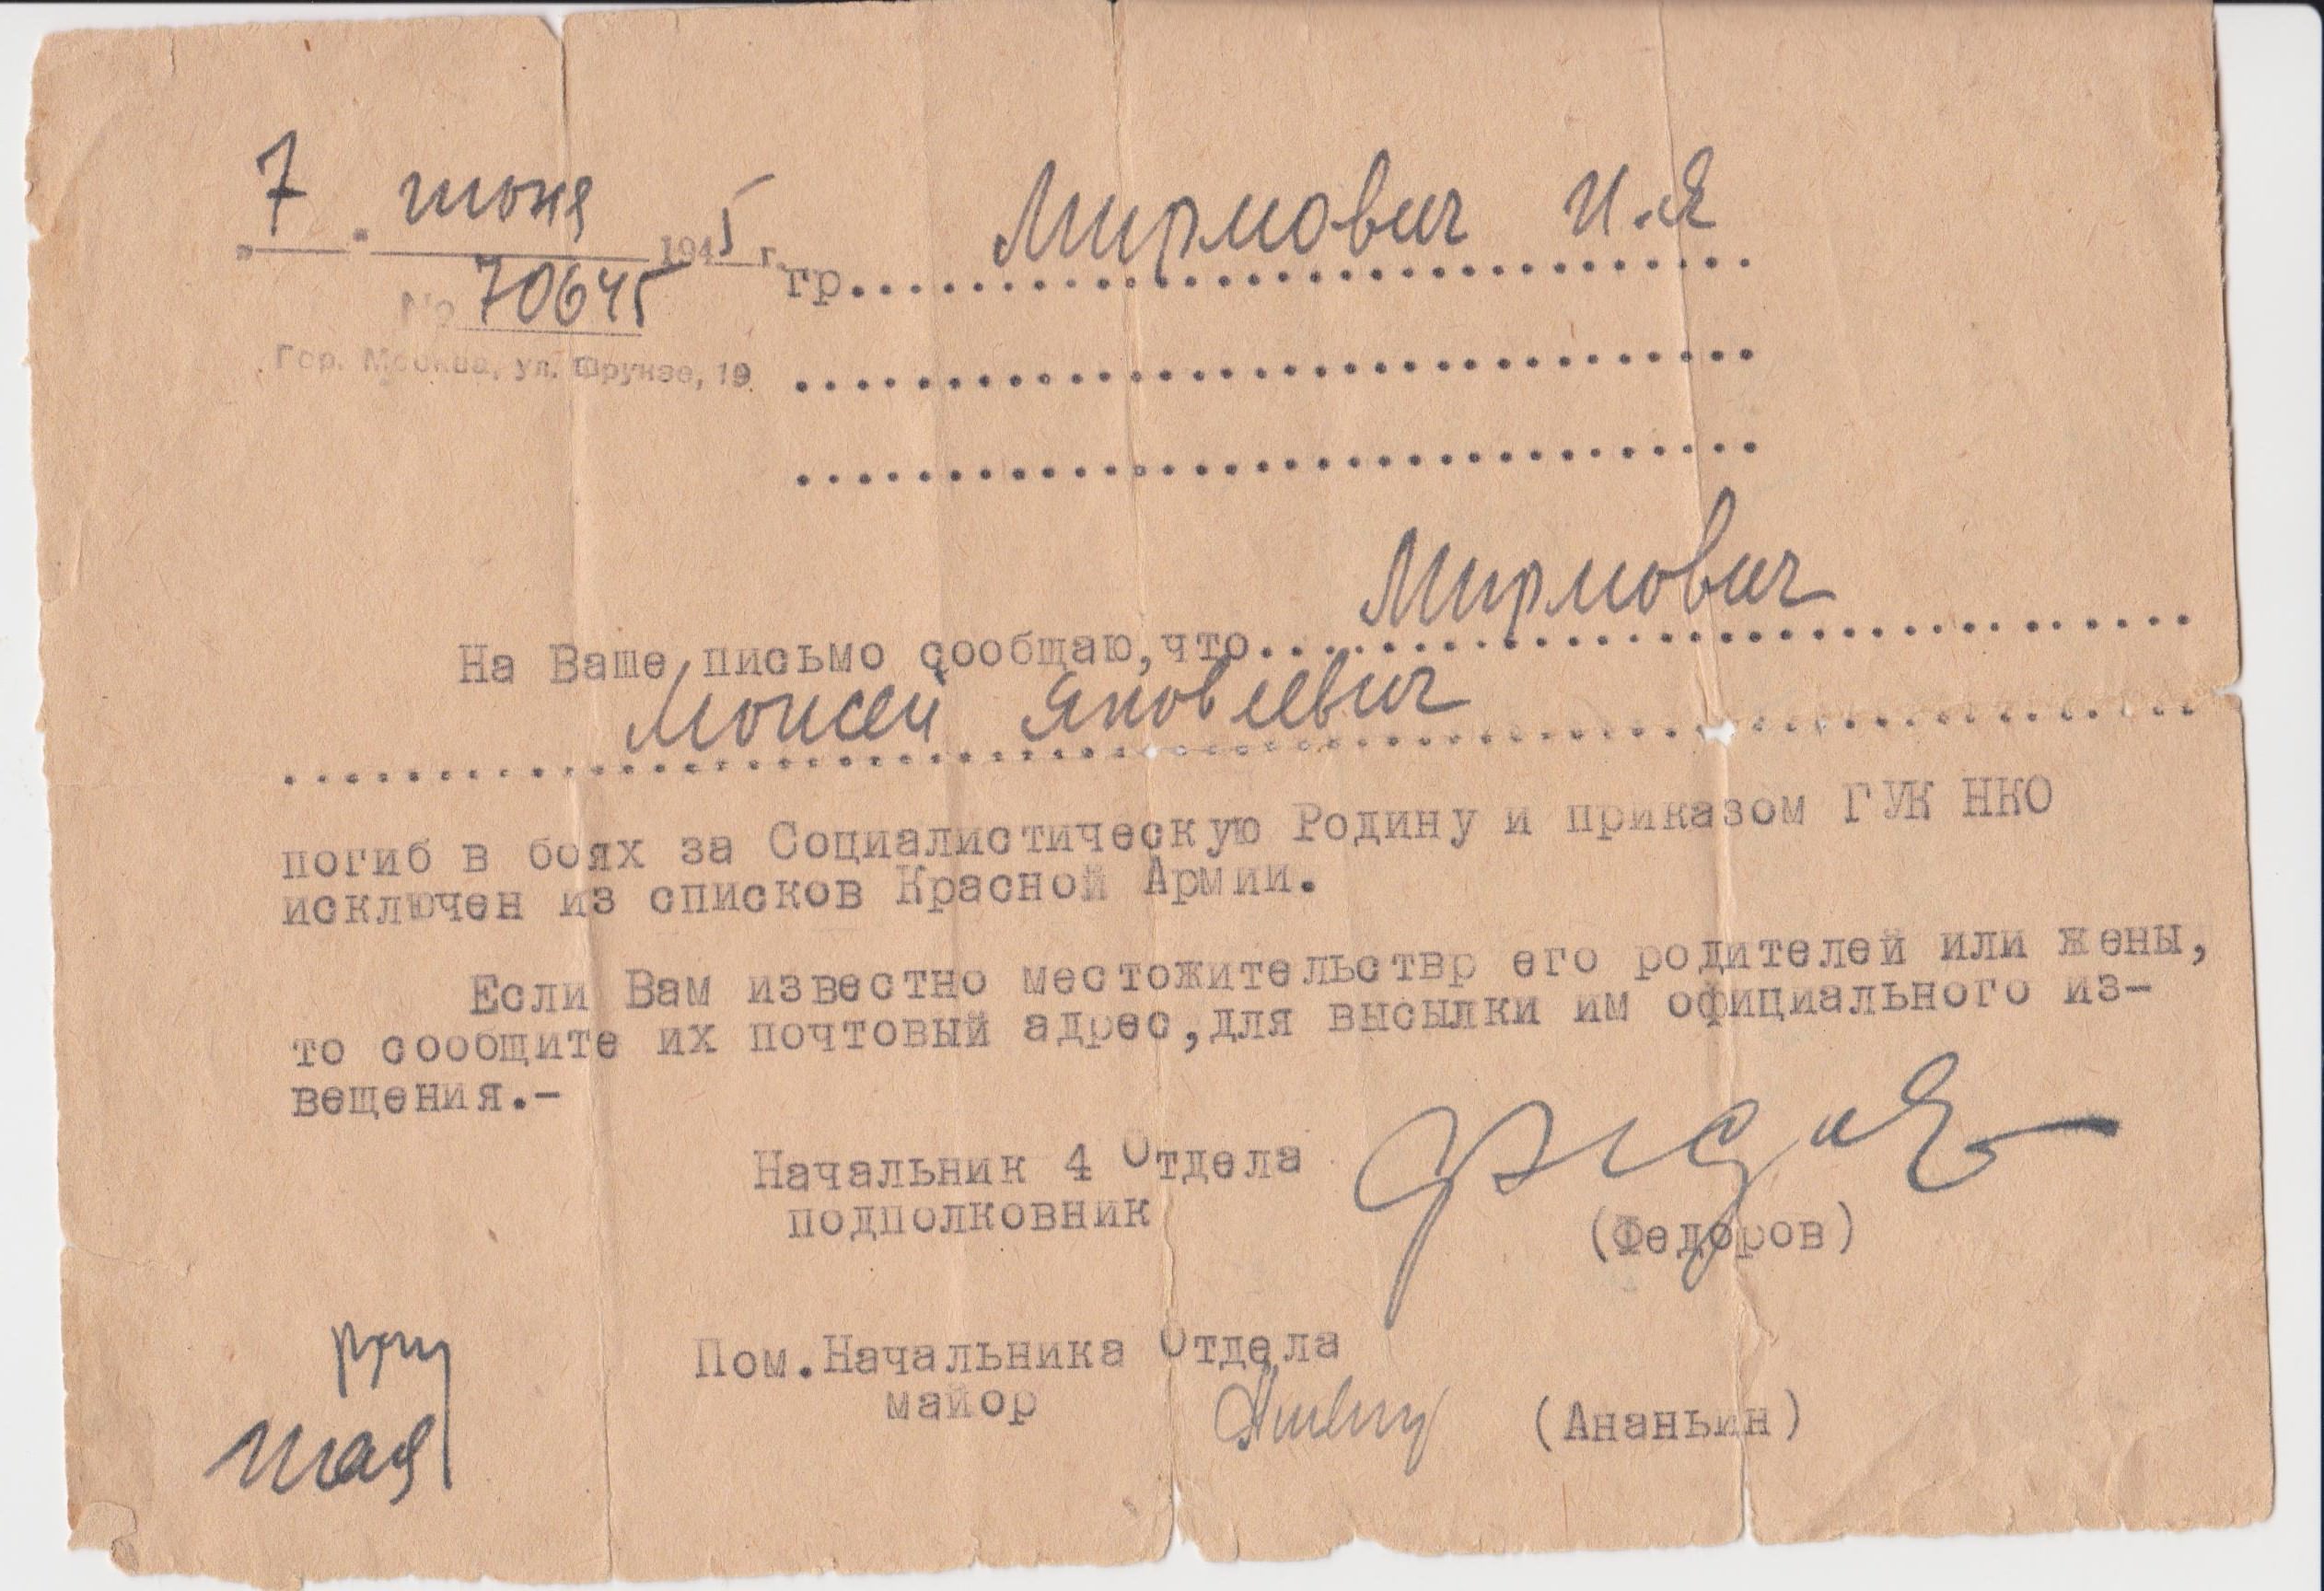 „ 7 " июня 1945 г.
№ 70645
Гор. Москва, ул. Фрунзе, 19.
гр. Мирмович И.Я
На Ваше письмо сообщаю,что Мирмович
Моисей Яковлевич
погиб в боях за Социалистическую Родину и приказом ГУК НКО
исключен из списков Красной Армии.
Если Вам известно местожительствр его родителей или жены,
то сообщите их почтовый адрес,для высылки им официального из-
вещения.-
Начальник 4 Отдела
подполковник
(Федоров)
Пом.Начальника Отдела
майор
(Ананьин)